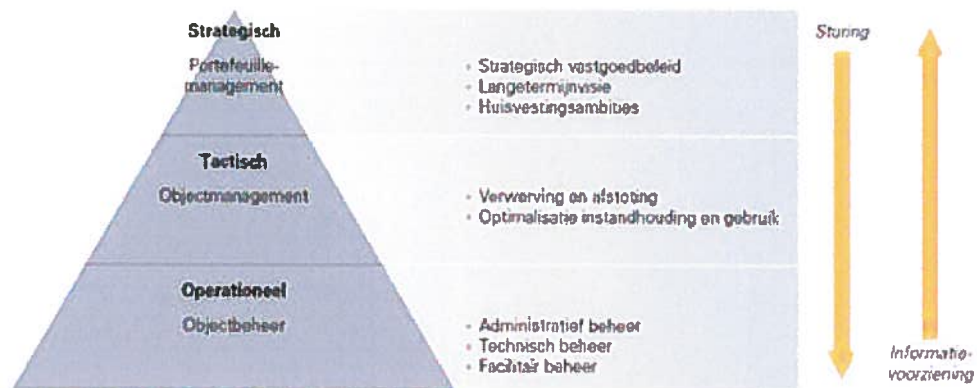 Strategisch
Portefeuille-
management
• Strategisch vastgoedbeleid
• Langetermijnvisie
• Huisvestingsambities
Tactisch
Objectmanagement
• Verwerving en afstoting
• Optimalisatie instandhouding en gebruik
Operationeel
Objectbeheer
• Administratief beheer
• Technisch beheer
• Facilitair beheer
Sturing
Informatie-
voorziening